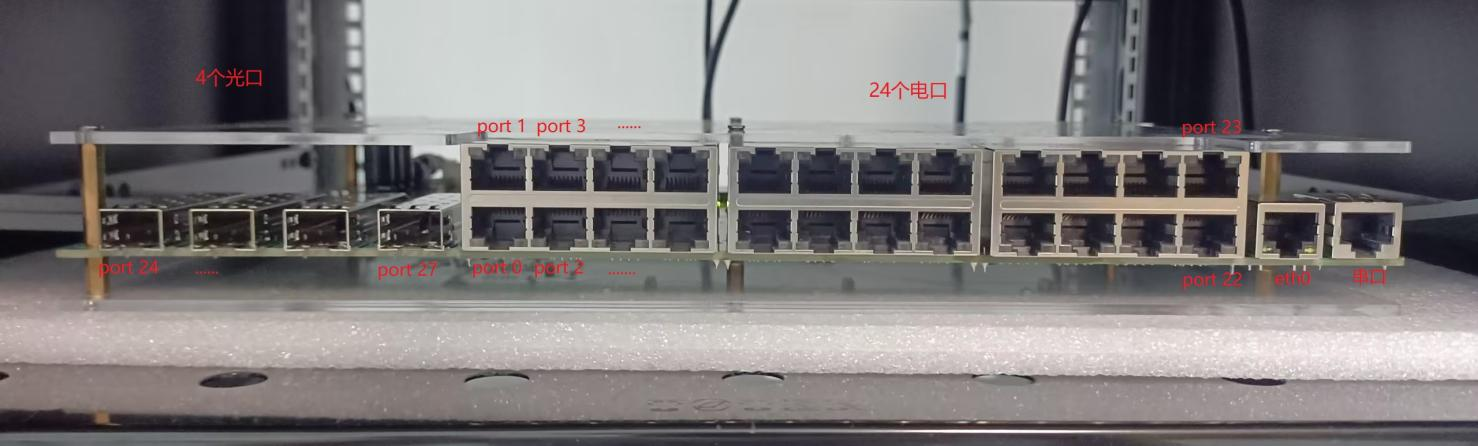 4个光口
24个电口
port 1 port 3 ......
port 23
port 24 ...... port 27
port 0 port 2 .......
port 22
eth0
串口